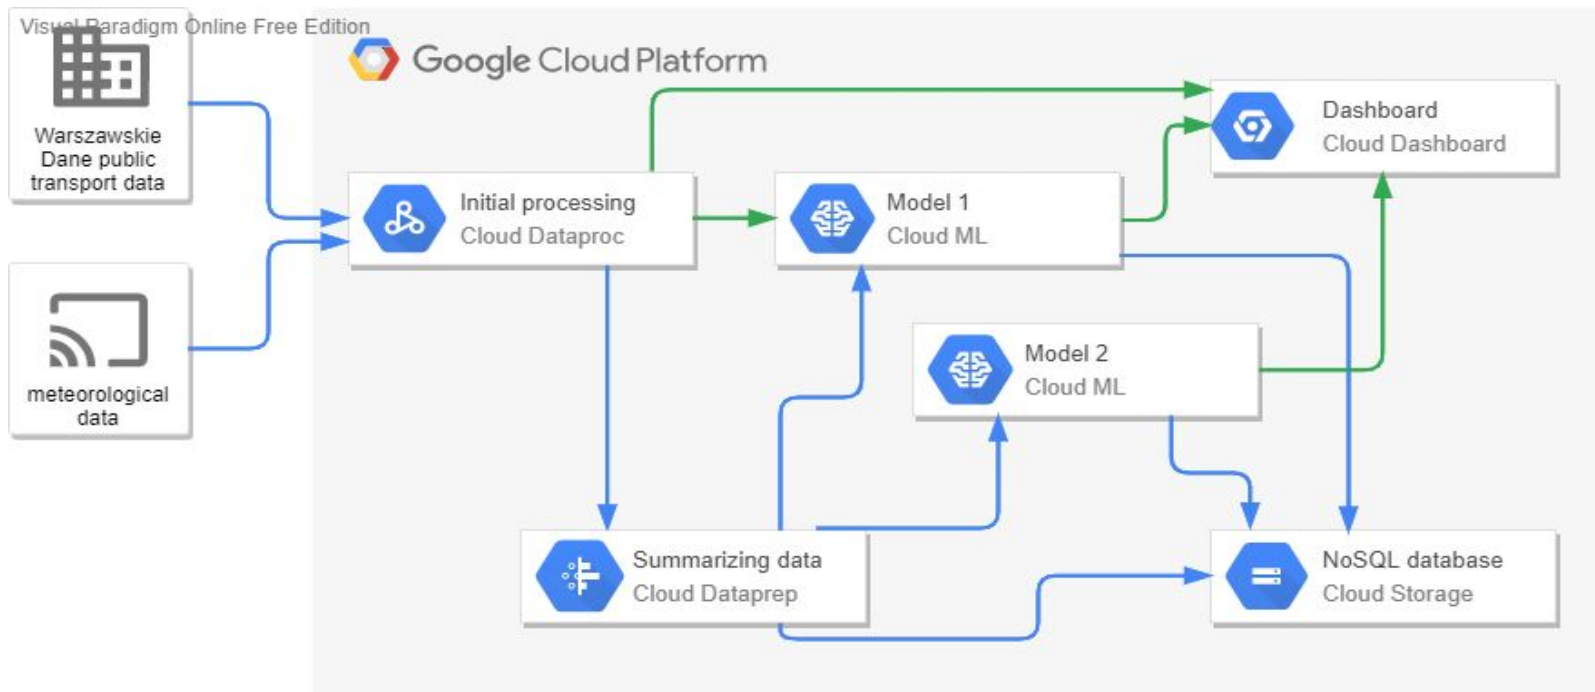 Visual Paradigm Online Free Edition
Google Cloud Platform
Warszawskie
Dane public
transport data
meteorological
data
Initial processing
Cloud Dataproc
Model 1
Cloud ML
Dashboard
Cloud Dashboard
Model 2
Cloud ML
Summarizing data
Cloud Dataprep
NoSQL database
Cloud Storage